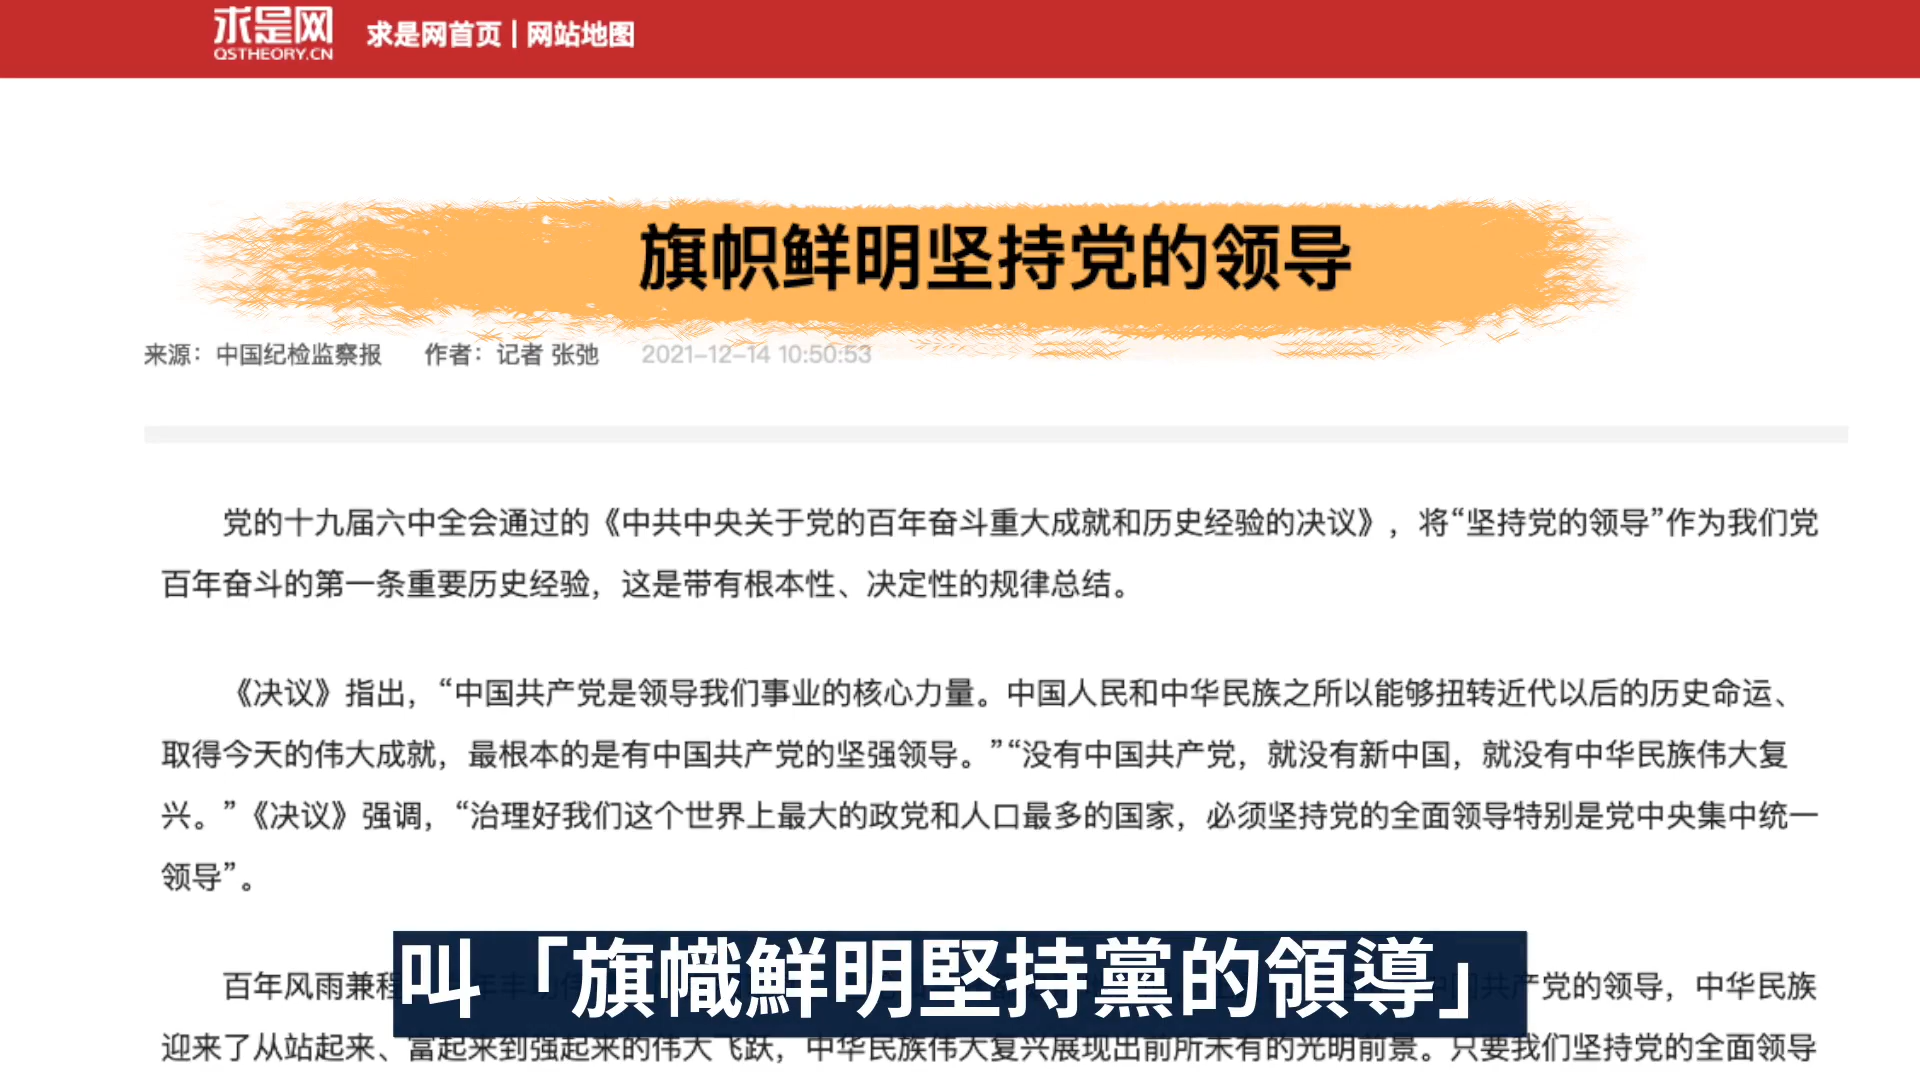 求是网
QSTHEORY.CN
求是网首页 | 网站地图
旗帜鲜明坚持党的领导
来源：中国纪检监察报 作者：记者 张弛 2021-12-14 10:50:53
党的十九届六中全会通过的《中共中央关于党的百年奋斗重大成就和历史经验的决议》，将“坚持党的领导”作为我们党
百年奋斗的第一条重要历史经验，这是带有根本性、决定性的规律总结。
《决议》指出，“中国共产党是领导我们事业的核心力量。中国人民和中华民族之所以能够扭转近代以后的历史命运、
取得今天的伟大成就，最根本的是有中国共产党的坚强领导。”“没有中国共产党，就没有新中国，就没有中华民族伟大复
兴。”《决议》强调，“治理好我们这个世界上最大的政党和人口最多的国家，必须坚持党的全面领导特别是党中央集中统一
领导”。
百年风雨兼程 国共产党的领导，中华民族
叫「旗幟鮮明堅持黨的領導」
迎来了从站起来、富起来到强起来的伟大飞跃，中华民族伟大复兴展现出前所未有的光明前景。只要我们坚持党的全面领导